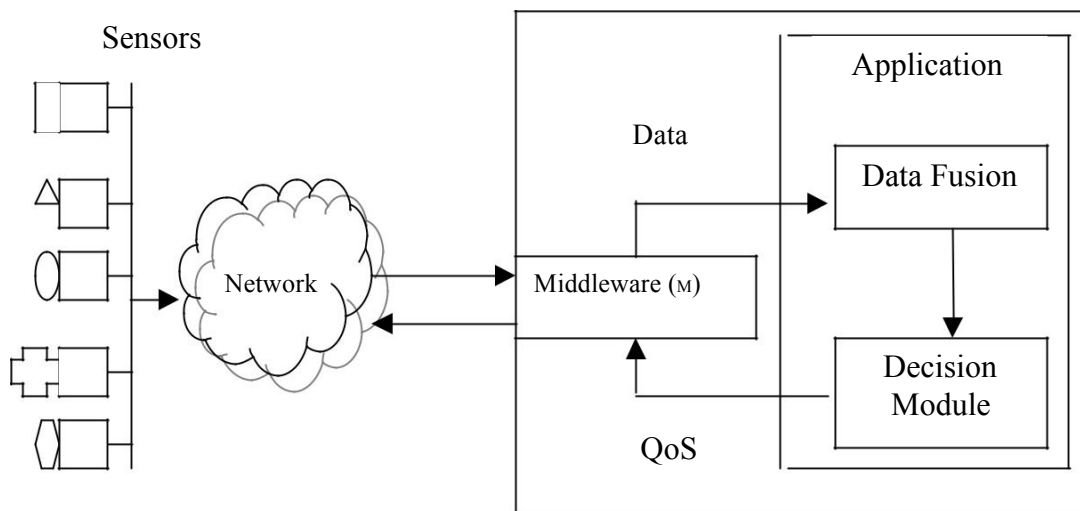 Sensors
Application
Data
Data Fusion
Network
Middleware (M)
Decision
Module
QoS